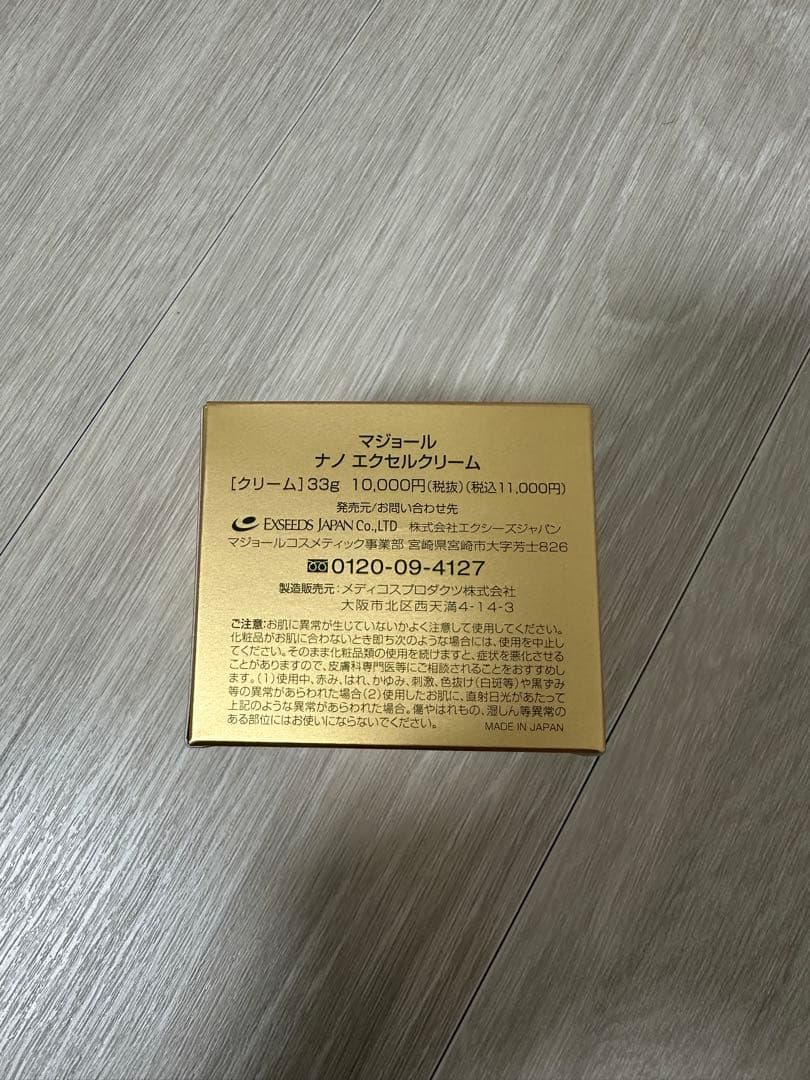 マジョール
ナノ エクセルクリーム
[クリーム]33g 10,000円(税抜)(税込11,000円)
発売元/お問い合わせ先
EXSEEDS JAPAN Co.,LTD 株式会社エクシーズジャパン
マジョールコスメティック事業部 宮崎県宮崎市大字芳士826
0120-09-4127
製造販売元:メディコスプロダクツ株式会社
大阪市北区西天満4-14-3
ご注意:お肌に異常が生じていないかよく注意して使用してください。
化粧品がお肌に合わないとき即ち次のような場合には、使用を中止し
てください。そのまま化粧品類の使用を続けますと、症状を悪化させる
ことがありますので、皮膚科専門医等にご相談されることをおすすめし
ます。(1)使用中、赤み、はれ、かゆみ、刺激、色抜け(白斑等)や黒ずみ
等の異常があらわれた場合(2)使用したお肌に、直射日光があたって
上記のような異常があらわれた場合。傷やはれもの、湿しん等異常の
ある部位にはお使いにならないでください。 MADE IN JAPAN